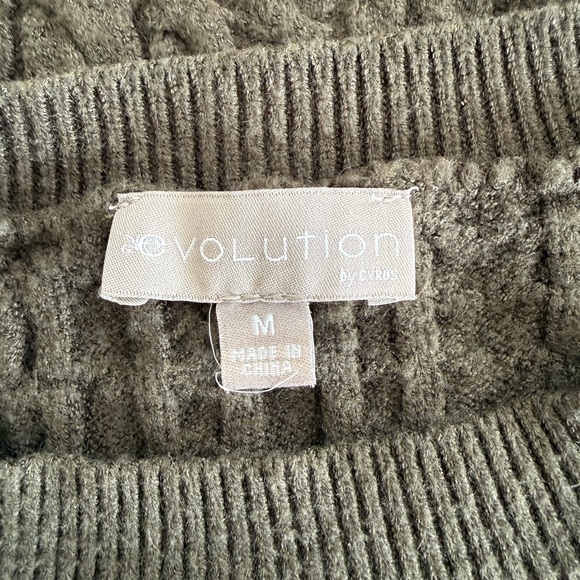 evolution
by CYRUS
M
MADE IN
CHINA